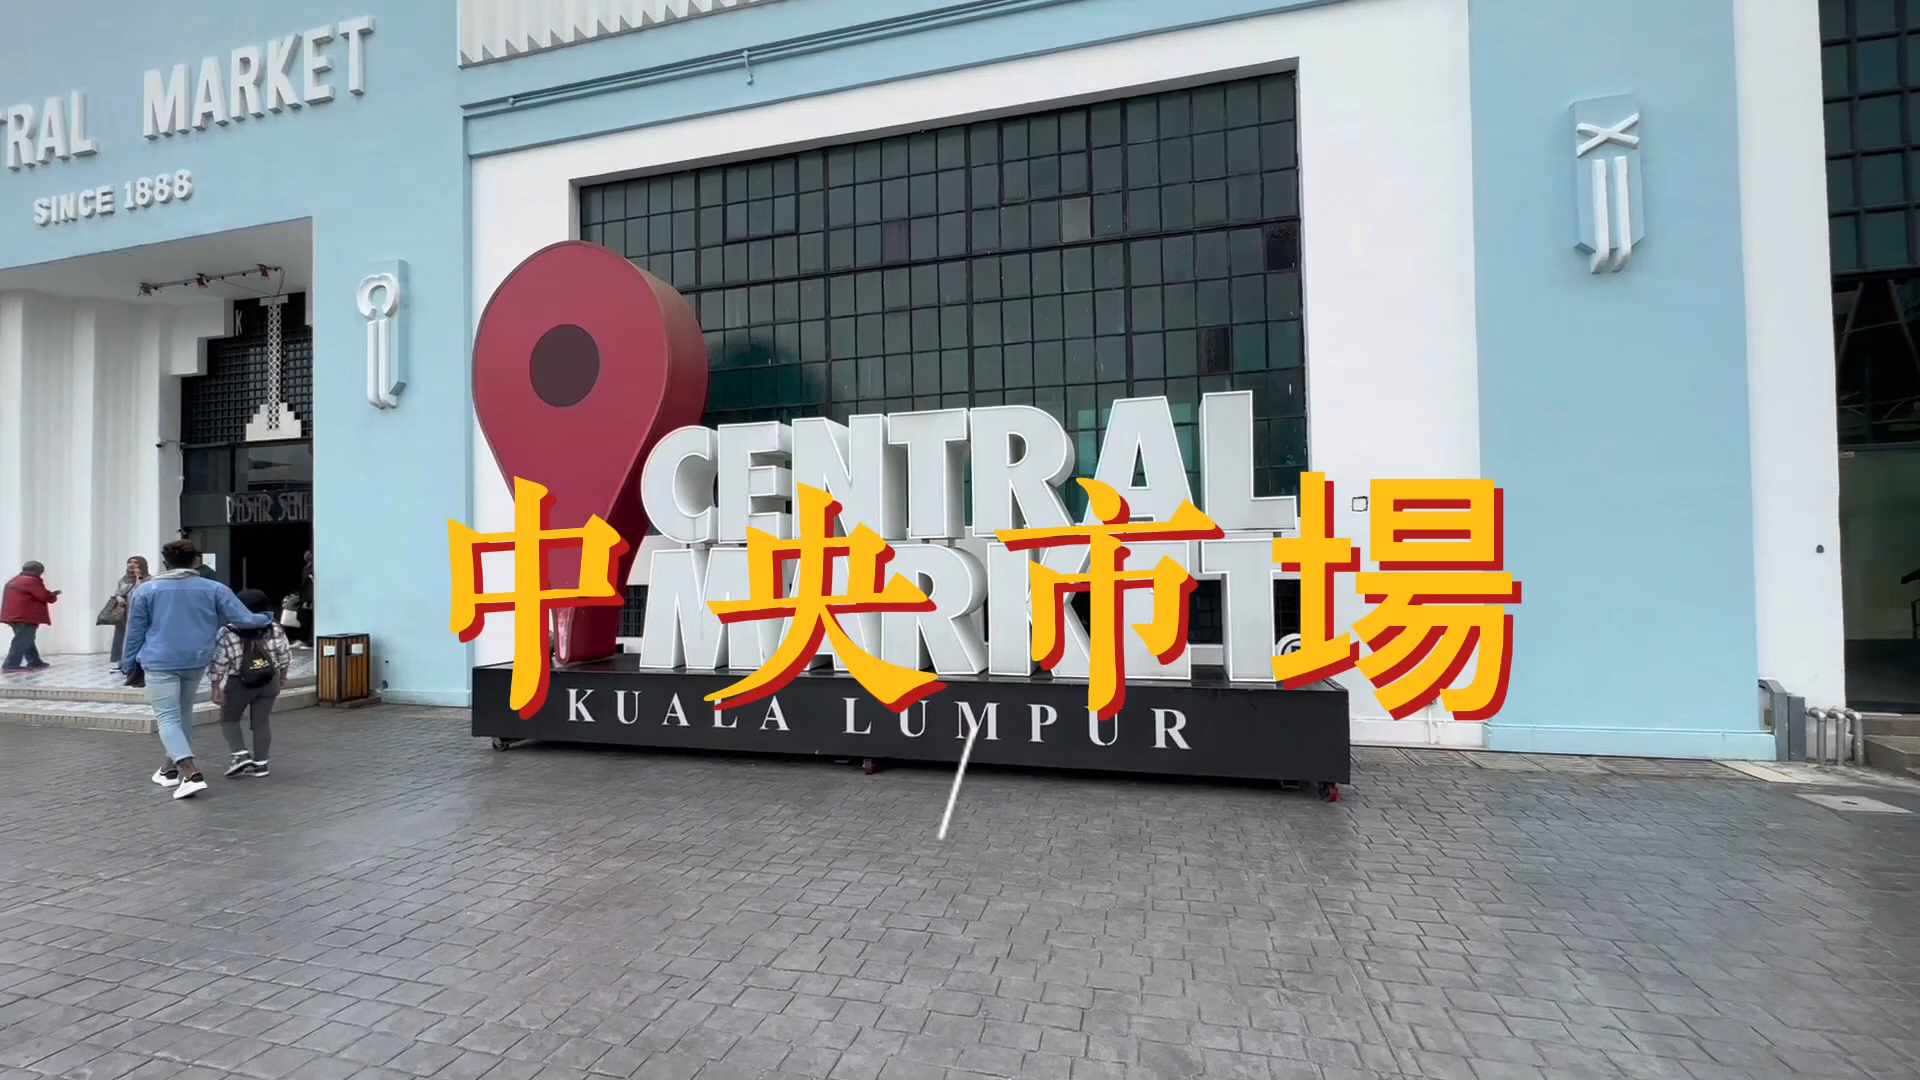 TRAL MARKET
SINCE 1888
CENTRAL
MARKET
中央市場
KUALA LUMPUR